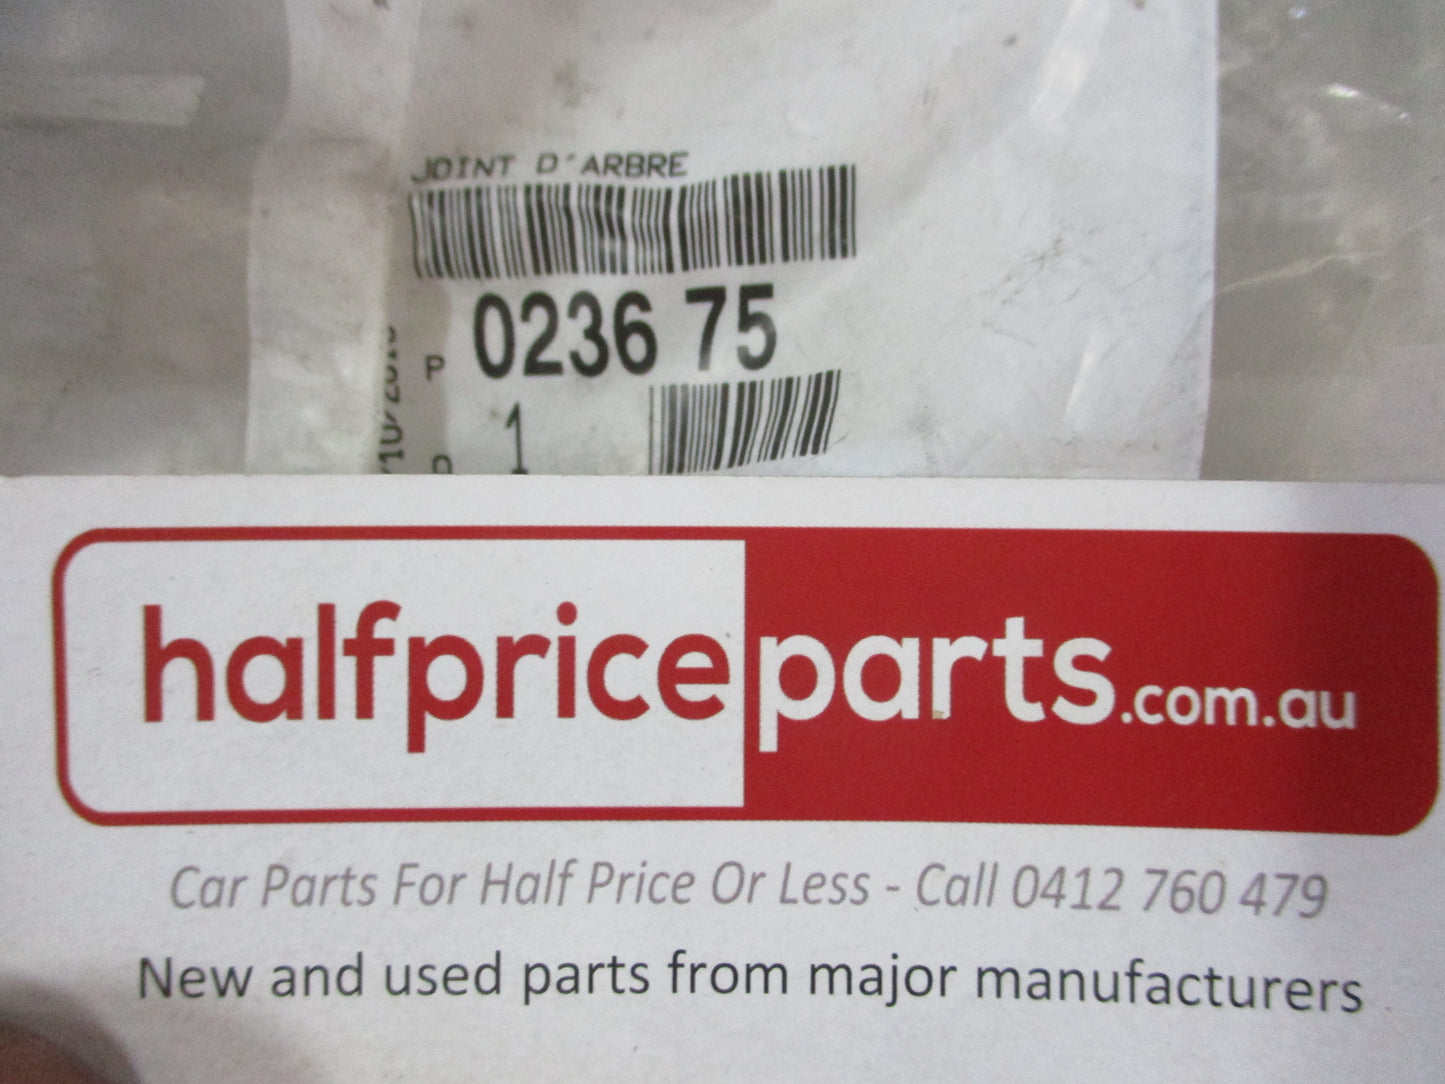 JOINT D'ARBRE
P 0236 75
1
halfpriceparts.com.au
Car Parts For Half Price Or Less - Call 0412 760 479
New and used parts from major manufacturers